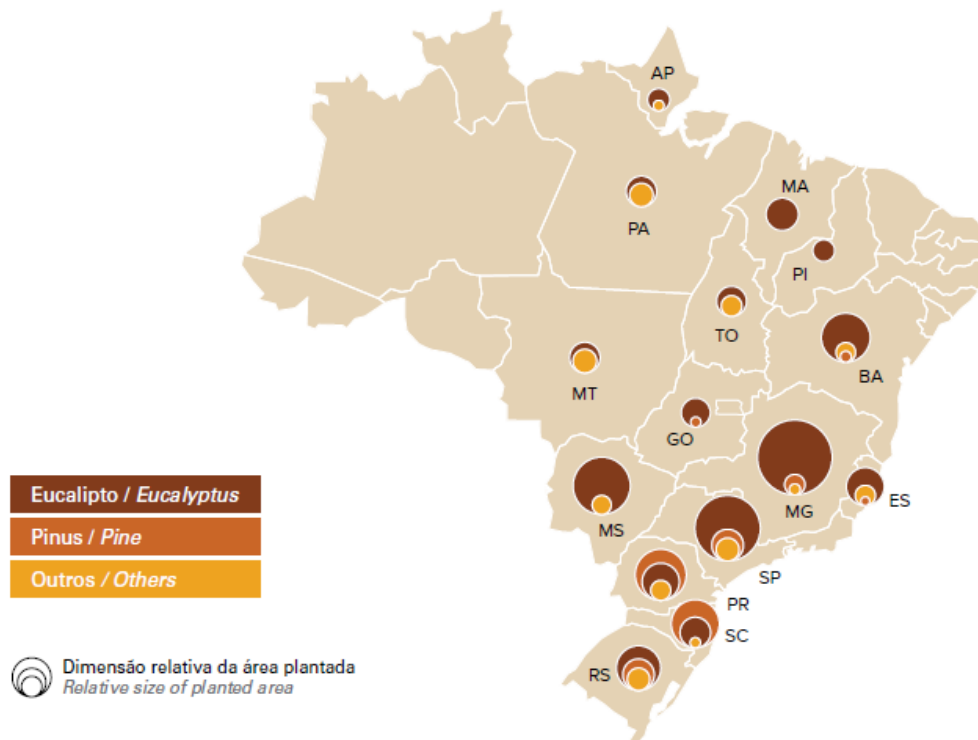 AP
MA
PA
PI
TO
BA
MT
GO
MG
ES
MS
SP
PR
SC
RS
Eucalipto / Eucalyptus
Pinus / Pine
Outros / Others
Dimensão relativa da área plantada
Relative size of planted area